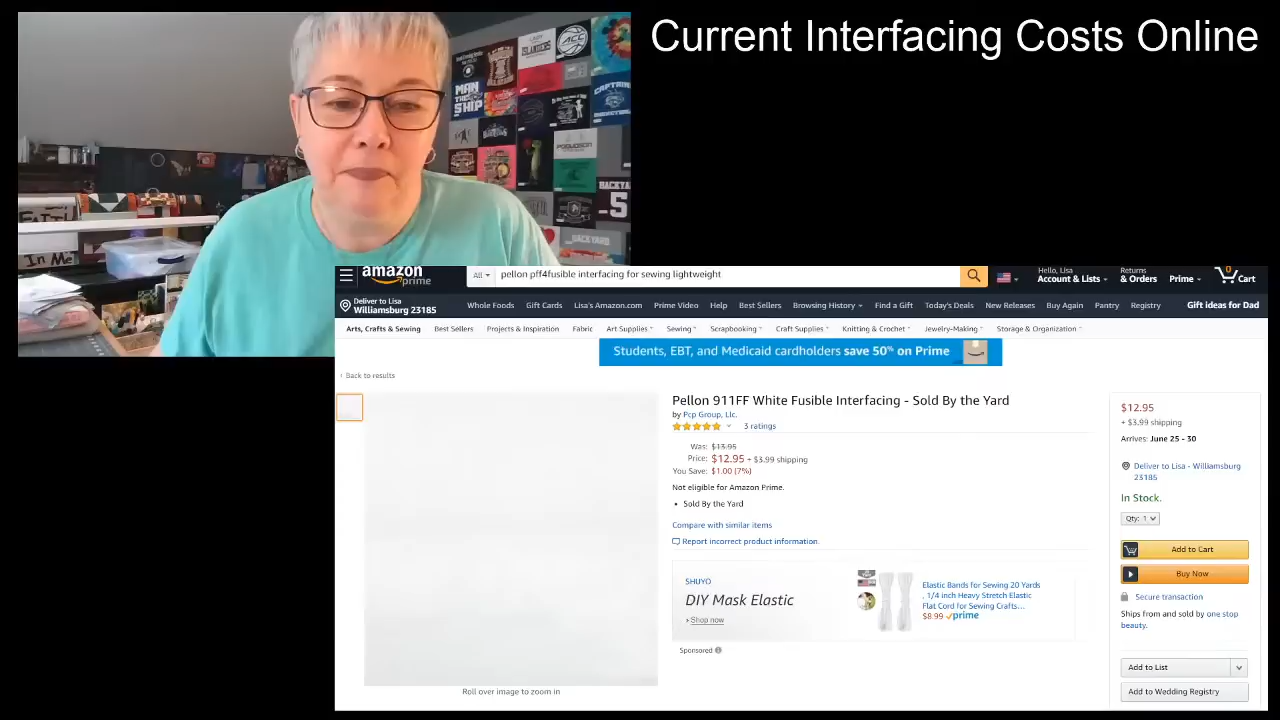 Current Interfacing Costs Online
MAN
THE
SHIP
ACC
CAPTAIN
BACKYARD
-5
In Me
amazon
prime
All
pellon pff4fusible interfacing for sewing lightweight
Hello, Lisa
Account & Lists
Returns
& Orders
Prime
0
Cart
Deliver to Lisa
Williamsburg 23185
Whole Foods Gift Cards Lisa's Amazon.com Prime Video Help Best Sellers Browsing History Find a Gift Today's Deals New Releases Buy Again Pantry Registry Gift ideas for Dad
Arts, Crafts & Sewing Best Sellers Projects & Inspiration Fabric Art Supplies Sewing Scrapbooking Craft Supplies Knitting & Crochet Jewelry-Making Storage & Organization
Students, EBT, and Medicaid cardholders save 50% on Prime
‹ Back to results
Pellon 911FF White Fusible Interfacing - Sold By the Yard
by Pcp Group, Llc.
3 ratings
Was: $13.95
Price: $12.95 + $3.99 shipping
You Save: $1.00 (7%)
Not eligible for Amazon Prime.
• Sold By the Yard
Compare with similar items
Report incorrect product information.
SHUYO
DIY Mask Elastic
› Shop now
Elastic Bands for Sewing 20 Yards
, 1/4 inch Heavy Stretch Elastic
Flat Cord for Sewing Crafts...
$8.99 prime
Sponsored
Roll over image to zoom in
$12.95
+ $3.99 shipping
Arrives: June 25 - 30
Deliver to Lisa - Williamsburg
23185
In Stock.
Qty: 1
Add to Cart
Buy Now
Secure transaction
Ships from and sold by one stop
beauty.
Add to List
Add to Wedding Registry